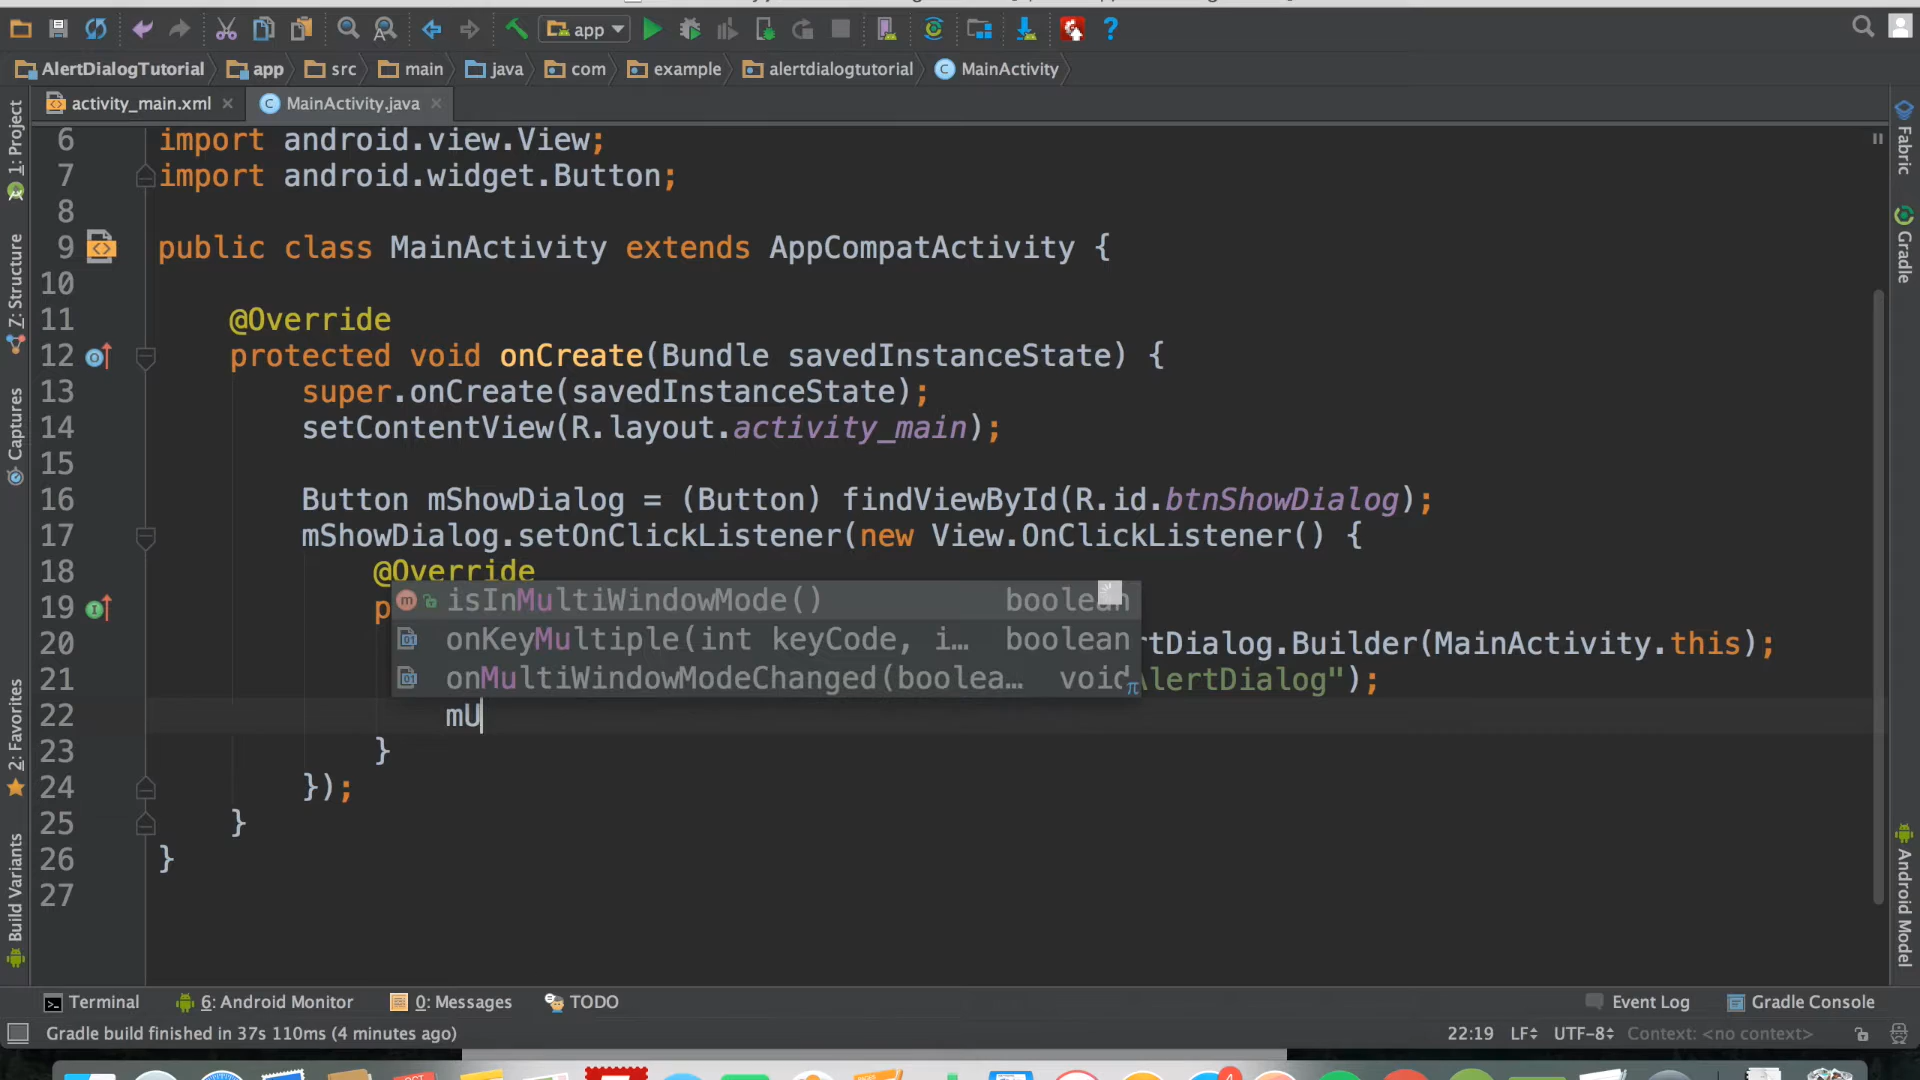 app
AlertDialogTutorial app src main java com example alertdialogtutorial MainActivity
activity_main.xml MainActivity.java
6 import android.view.View;
7 import android.widget.Button;
8
9 public class MainActivity extends AppCompatActivity {
10
11 @Override
12 protected void onCreate(Bundle savedInstanceState) {
13 super.onCreate(savedInstanceState);
14 setContentView(R.layout.activity_main);
15
16 Button mShowDialog = (Button) findViewById(R.id.btnShowDialog);
17 mShowDialog.setOnClickListener(new View.OnClickListener() {
18 @Override
19 p
isInMultiWindowMode() boolean
onKeyMultiple(int keyCode, i… boolean
onMultiWindowModeChanged(boolea… void
20 rtDialog.Builder(MainActivity.this);
21 AlertDialog");
22 mU
23 }
24 });
25 }
26 }
27
1: Project
7: Structure
Captures
2: Favorites
Build Variants
Fabric
Gradle
Android Model
Terminal 6: Android Monitor 0: Messages TODO Event Log Gradle Console
Gradle build finished in 37s 110ms (4 minutes ago) 22:19 LF UTF-8 Context: <no context>
4